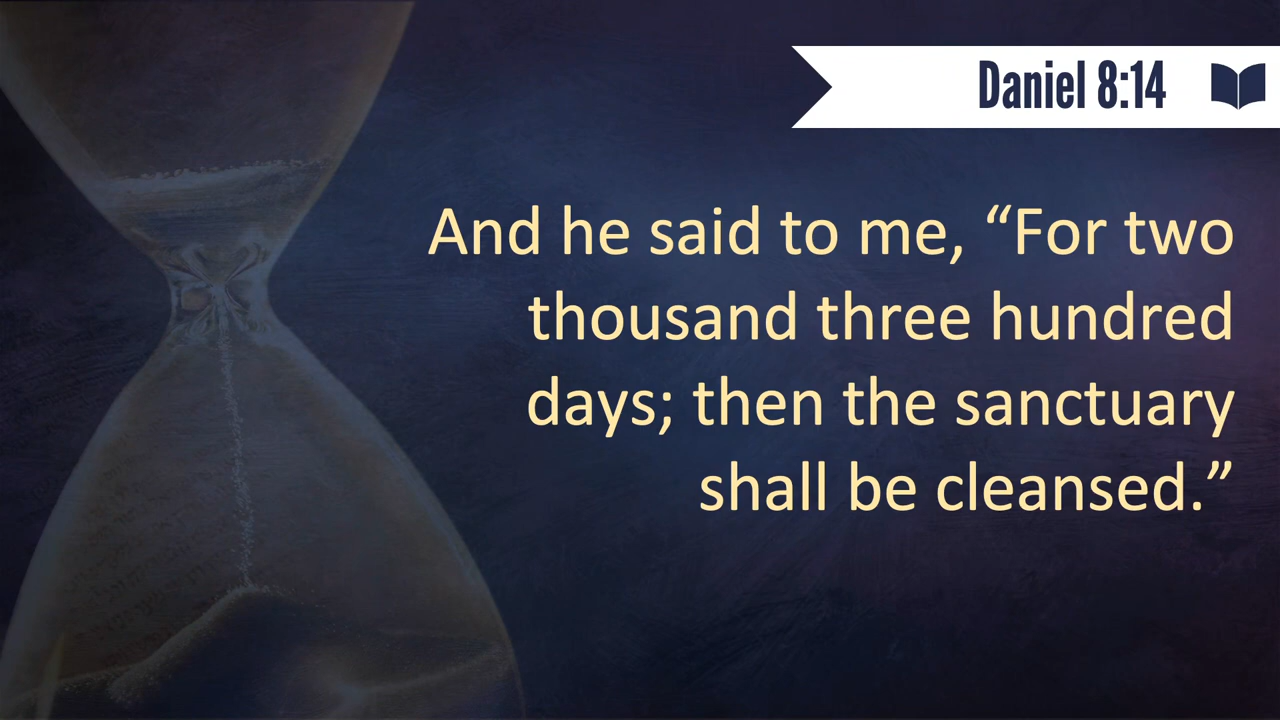 Daniel 8:14
And he said to me, “For two
thousand three hundred
days; then the sanctuary
shall be cleansed.”